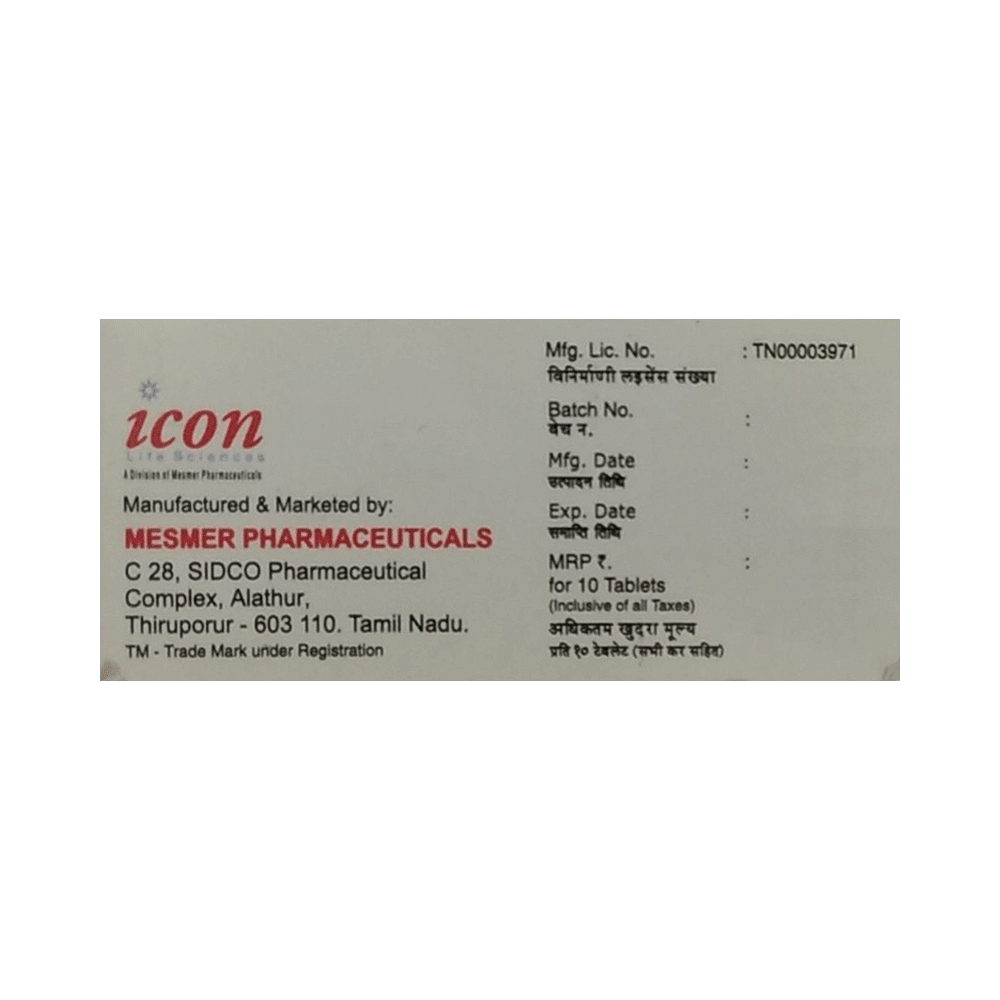 icon
Life Sciences
A Division of Mesmer Pharmaceuticals
Manufactured & Marketed by:
MESMER PHARMACEUTICALS
C 28, SIDCO Pharmaceutical
Complex, Alathur,
Thiruporur - 603 110. Tamil Nadu.
TM - Trade Mark under Registration
Mfg. Lic. No. : TN00003971
विनिर्माणी लइसेंस संख्या
Batch No. :
बेच न.
Mfg. Date :
उत्पादन तिथि
Exp. Date :
समाप्ति तिथि
MRP ₹. :
for 10 Tablets
(Inclusive of all Taxes)
अधिकतम खुदरा मूल्य
प्रति १० टेबलेट (सभी कर सहित)